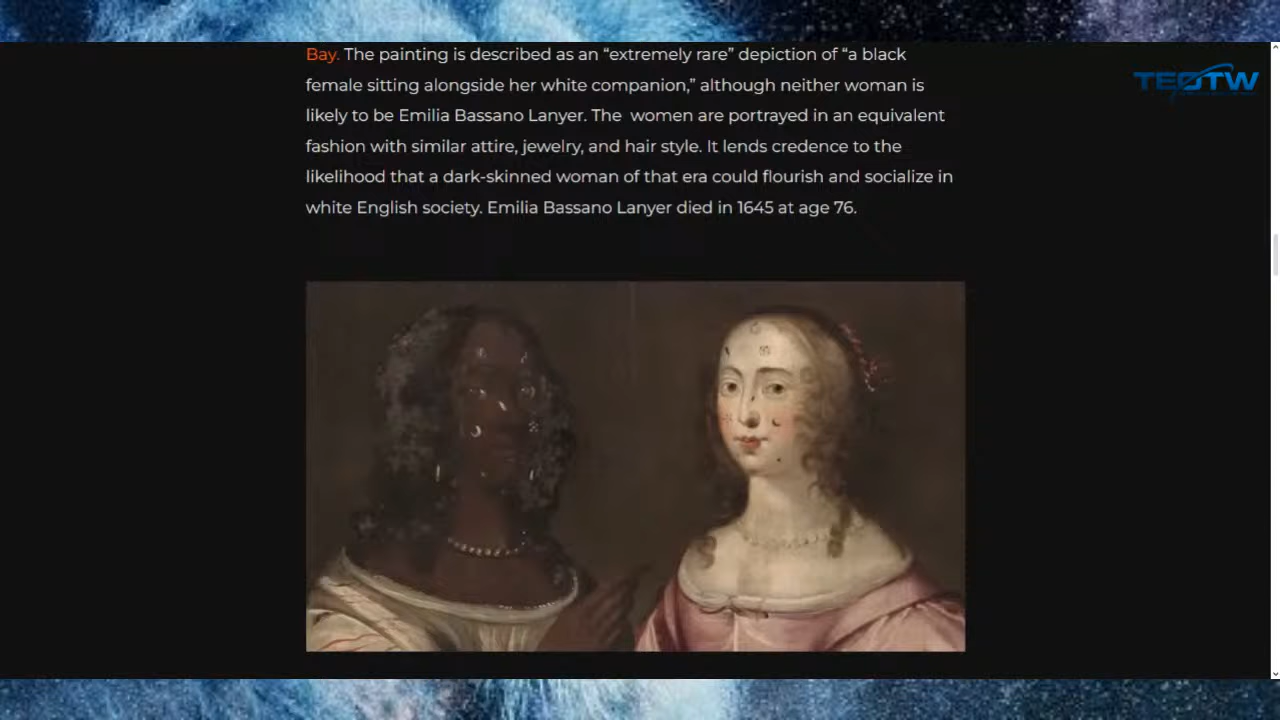 Bay. The painting is described as an “extremely rare” depiction of “a black
female sitting alongside her white companion,” although neither woman is
likely to be Emilia Bassano Lanyer. The  women are portrayed in an equivalent
fashion with similar attire, jewelry, and hair style. It lends credence to the
likelihood that a dark-skinned woman of that era could flourish and socialize in
white English society. Emilia Bassano Lanyer died in 1645 at age 76.
TEOTW